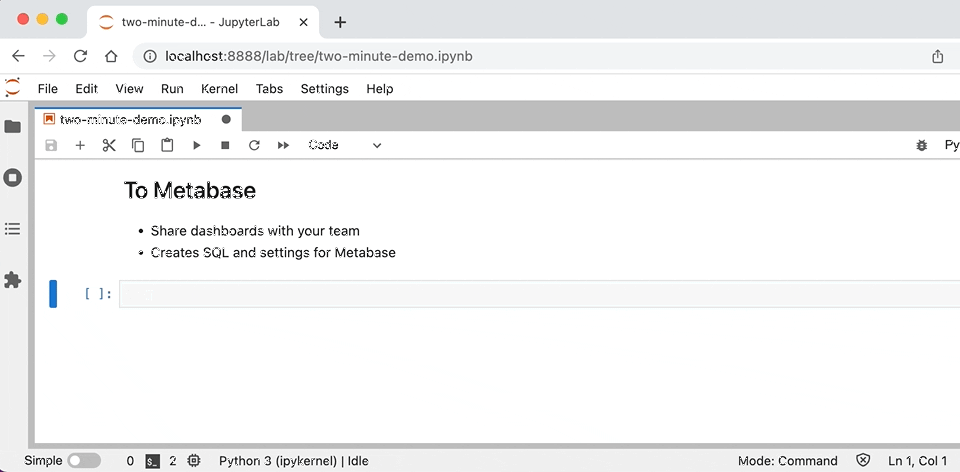 two-minute-d... - JupyterLab
localhost:8888/lab/tree/two-minute-demo.ipynb
File Edit View Run Kernel Tabs Settings Help
two-minute-demo.ipynb
Code Py
To Metabase
• Share dashboards with your team
• Creates SQL and settings for Metabase
[ ]:
Simple 0 $_ 2 Python 3 (ipykernel) | Idle Mode: Command Ln 1, Col 1